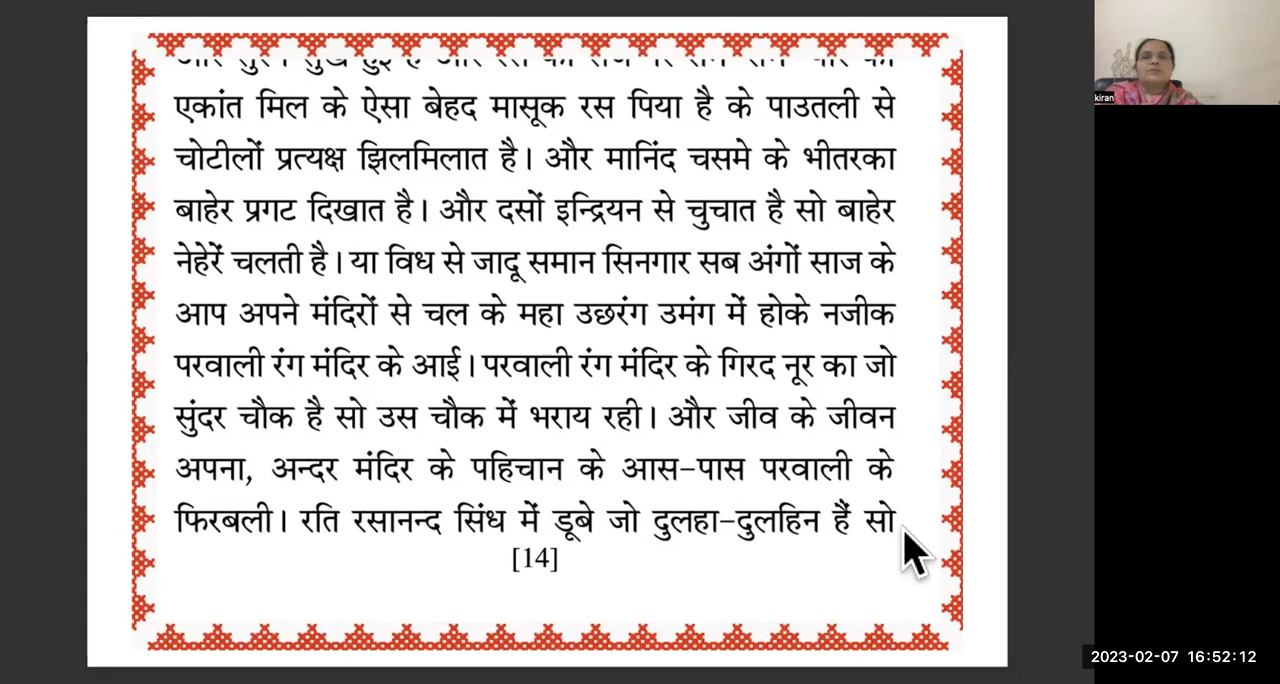 एकांत मिल के ऐसा बेहद मासूक रस पिया है के पाउतली से
चोटीलों प्रत्यक्ष झिलमिलात है। और मानिंद चसमे के भीतरका
बाहेर प्रगट दिखात है। और दसों इन्द्रियन से चुचात है सो बाहेर
नेहेरें चलती है। या विध से जादू समान सिनगार सब अंगों साज के
आप अपने मंदिरों से चल के महा उछरंग उमंग में होके नजीक
परवाली रंग मंदिर के आई। परवाली रंग मंदिर के गिरद नूर का जो
सुंदर चौक है सो उस चौक में भराय रही। और जीव के जीवन
अपना, अन्दर मंदिर के पहिचान के आस-पास परवाली के
फिरबली। रति रसानन्द सिंध में डूबे जो दुलहा-दुलहिन हैं सो
[14]
kiran
2023-02-07 16:52:12